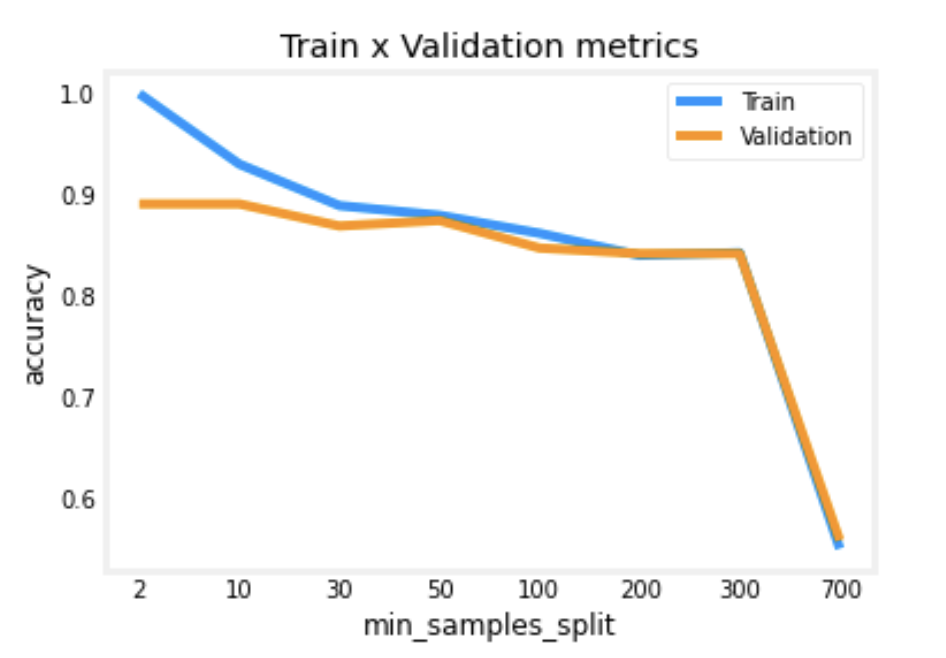 Train x Validation metrics
1.0
0.9
0.8
0.7
0.6
accuracy
Train
Validation
2 10 30 50 100 200 300 700
min_samples_split